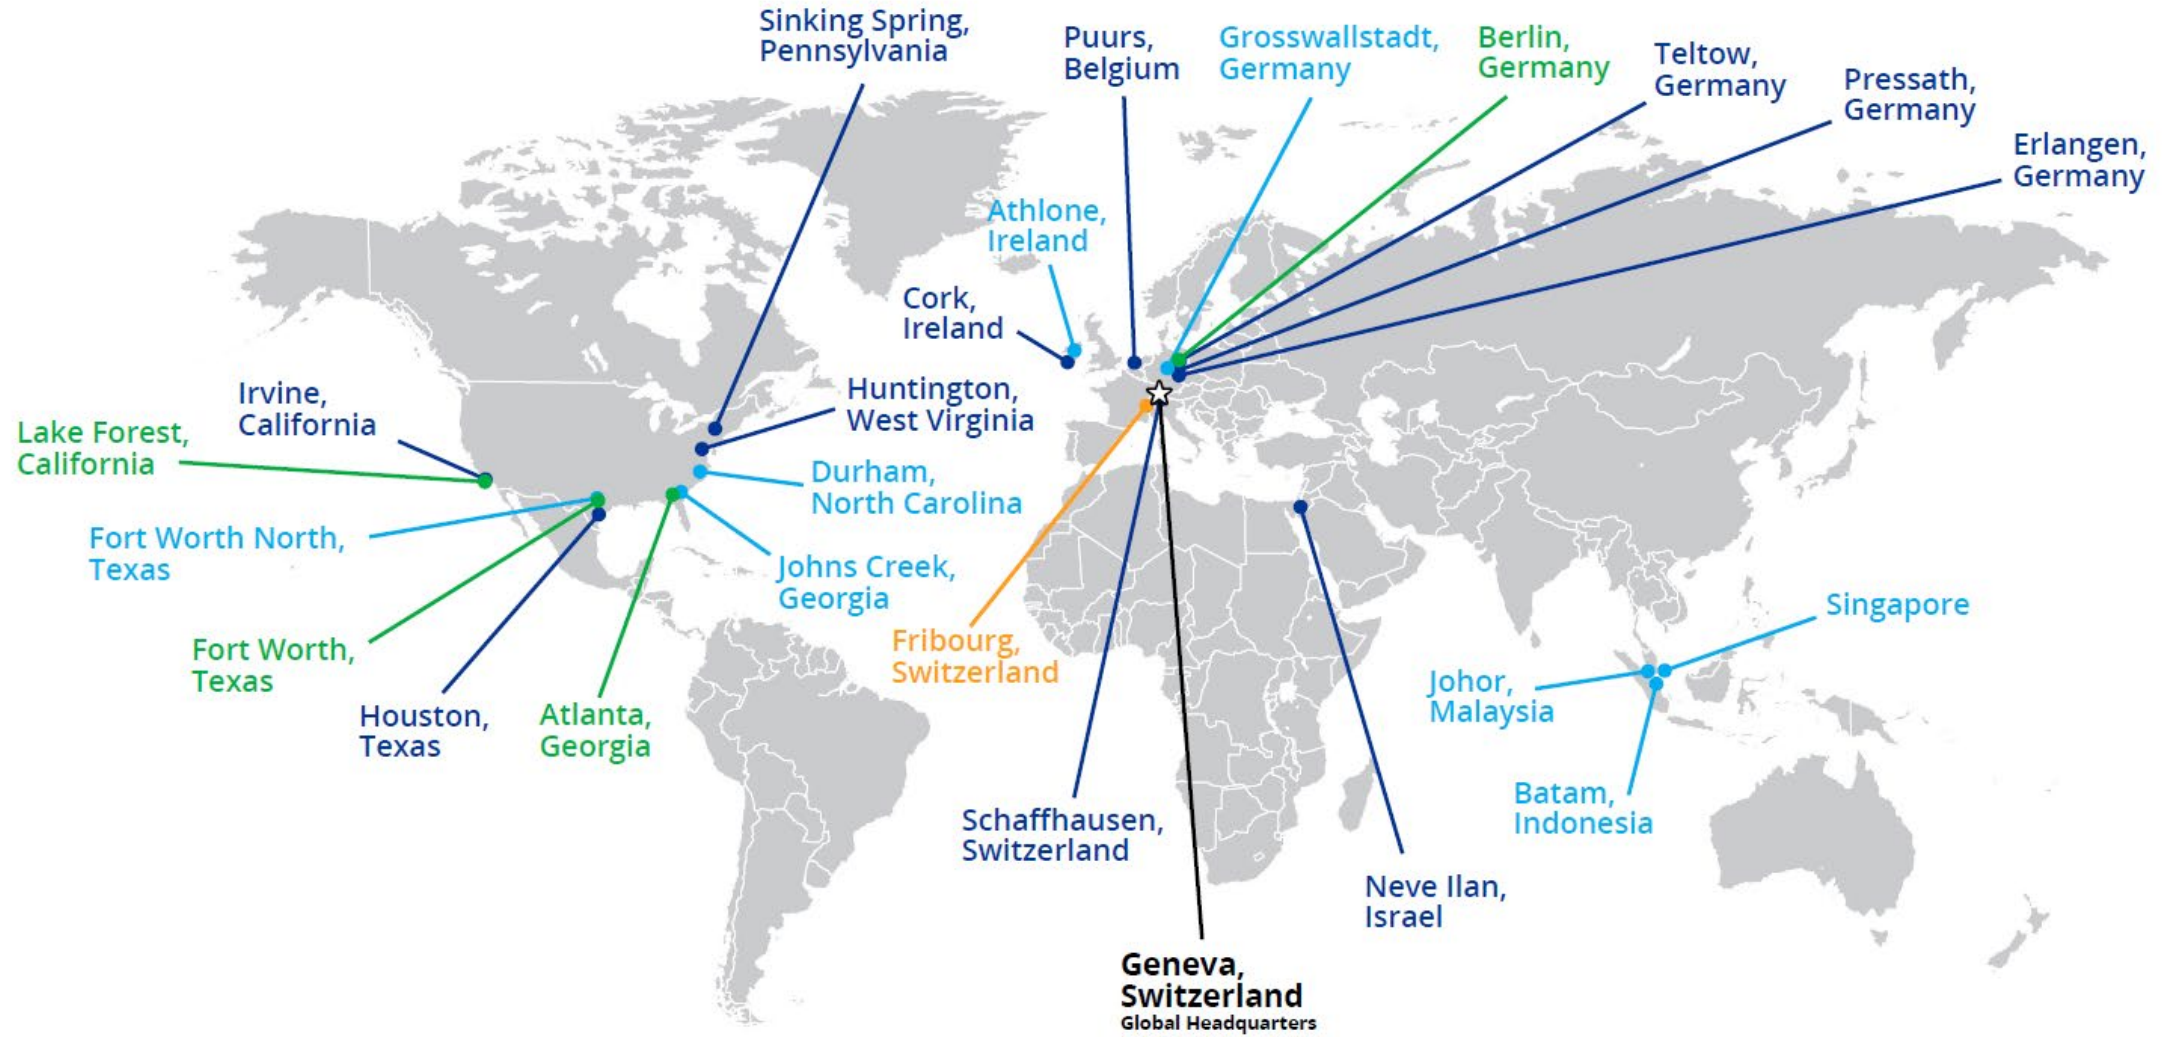 Sinking Spring,
Pennsylvania
Puurs,
Belgium
Grosswallstadt,
Germany
Berlin,
Germany
Teltow,
Germany
Pressath,
Germany
Erlangen,
Germany
Athlone,
Ireland
Cork,
Ireland
Irvine,
California
Lake Forest,
California
Huntington,
West Virginia
Durham,
North Carolina
Fort Worth North,
Texas
Johns Creek,
Georgia
Fort Worth,
Texas
Houston,
Texas
Atlanta,
Georgia
Fribourg,
Switzerland
Singapore
Johor,
Malaysia
Batam,
Indonesia
Schaffhausen,
Switzerland
Neve Ilan,
Israel
Geneva,
Switzerland
Global Headquarters